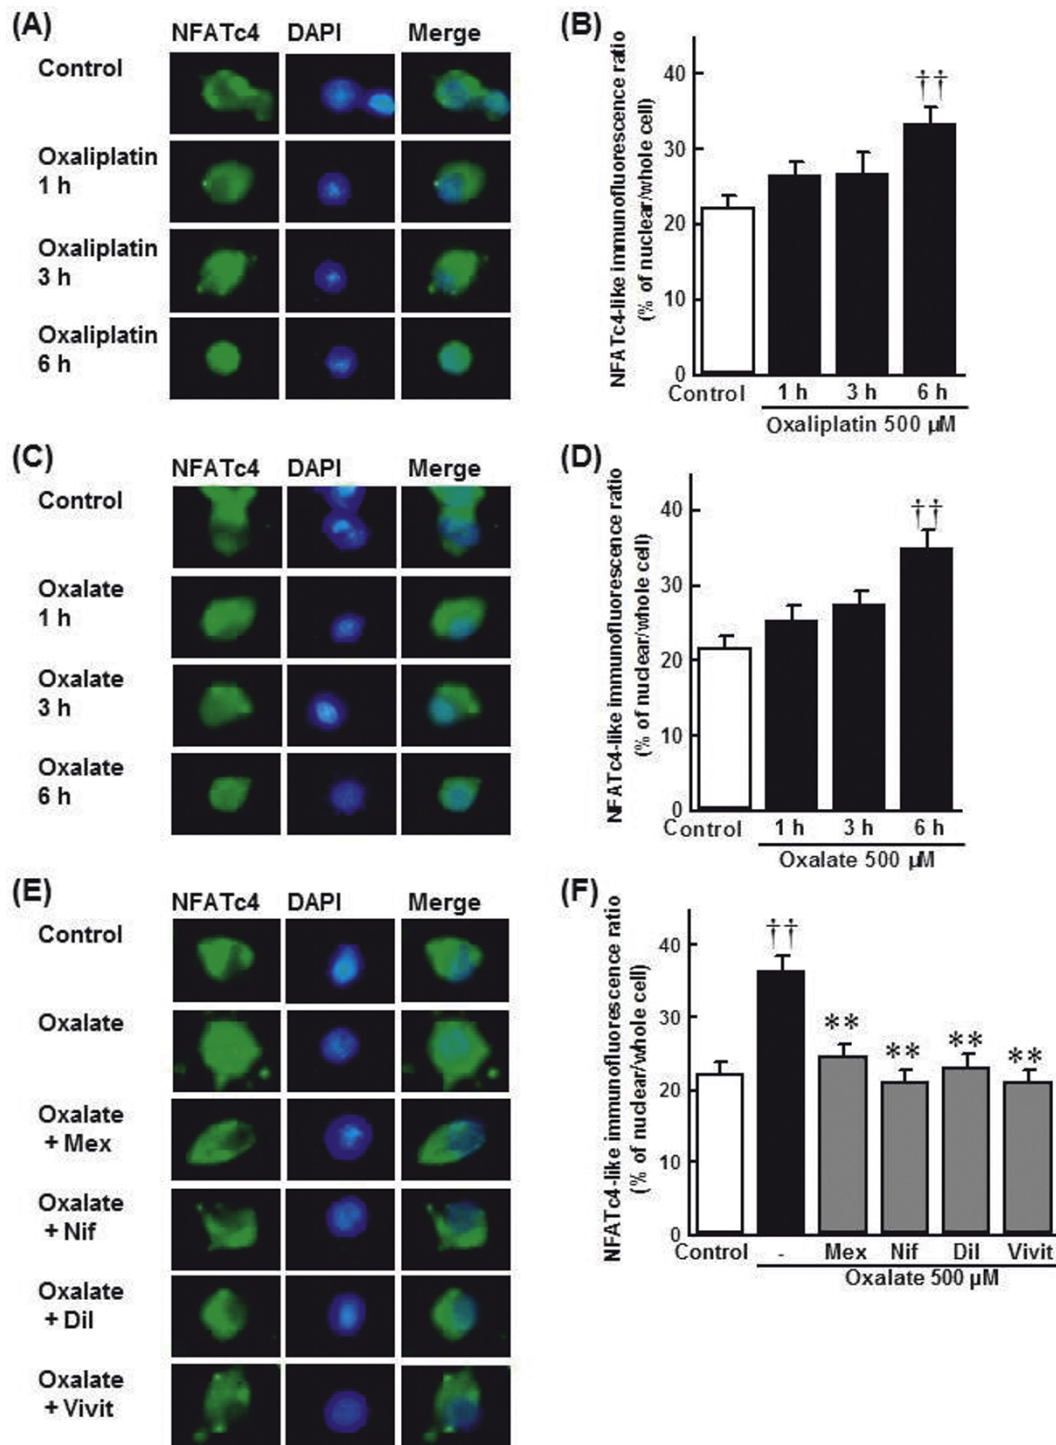 (A)
NFATc4 DAPI Merge
Control
Oxaliplatin
1 h
Oxaliplatin
3 h
Oxaliplatin
6 h
(B)
NFATc4-like immunofluorescence ratio
(% of nuclear/whole cell)
40
30
20
10
0
††
Control 1 h 3 h 6 h
Oxaliplatin 500 µM
(C)
NFATc4 DAPI Merge
Control
Oxalate
1 h
Oxalate
3 h
Oxalate
6 h
(D)
NFATc4-like immunofluorescence ratio
(% of nuclear/whole cell)
40
30
20
10
0
††
Control 1 h 3 h 6 h
Oxalate 500 µM
(E)
NFATc4 DAPI Merge
Control
Oxalate
Oxalate
+ Mex
Oxalate
+ Nif
Oxalate
+ Dil
Oxalate
+ Vivit
(F)
NFATc4-like immunofluorescence ratio
(% of nuclear/whole cell)
40
30
20
10
0
††
** ** ** **
Control - Mex Nif Dil Vivit
Oxalate 500 µM